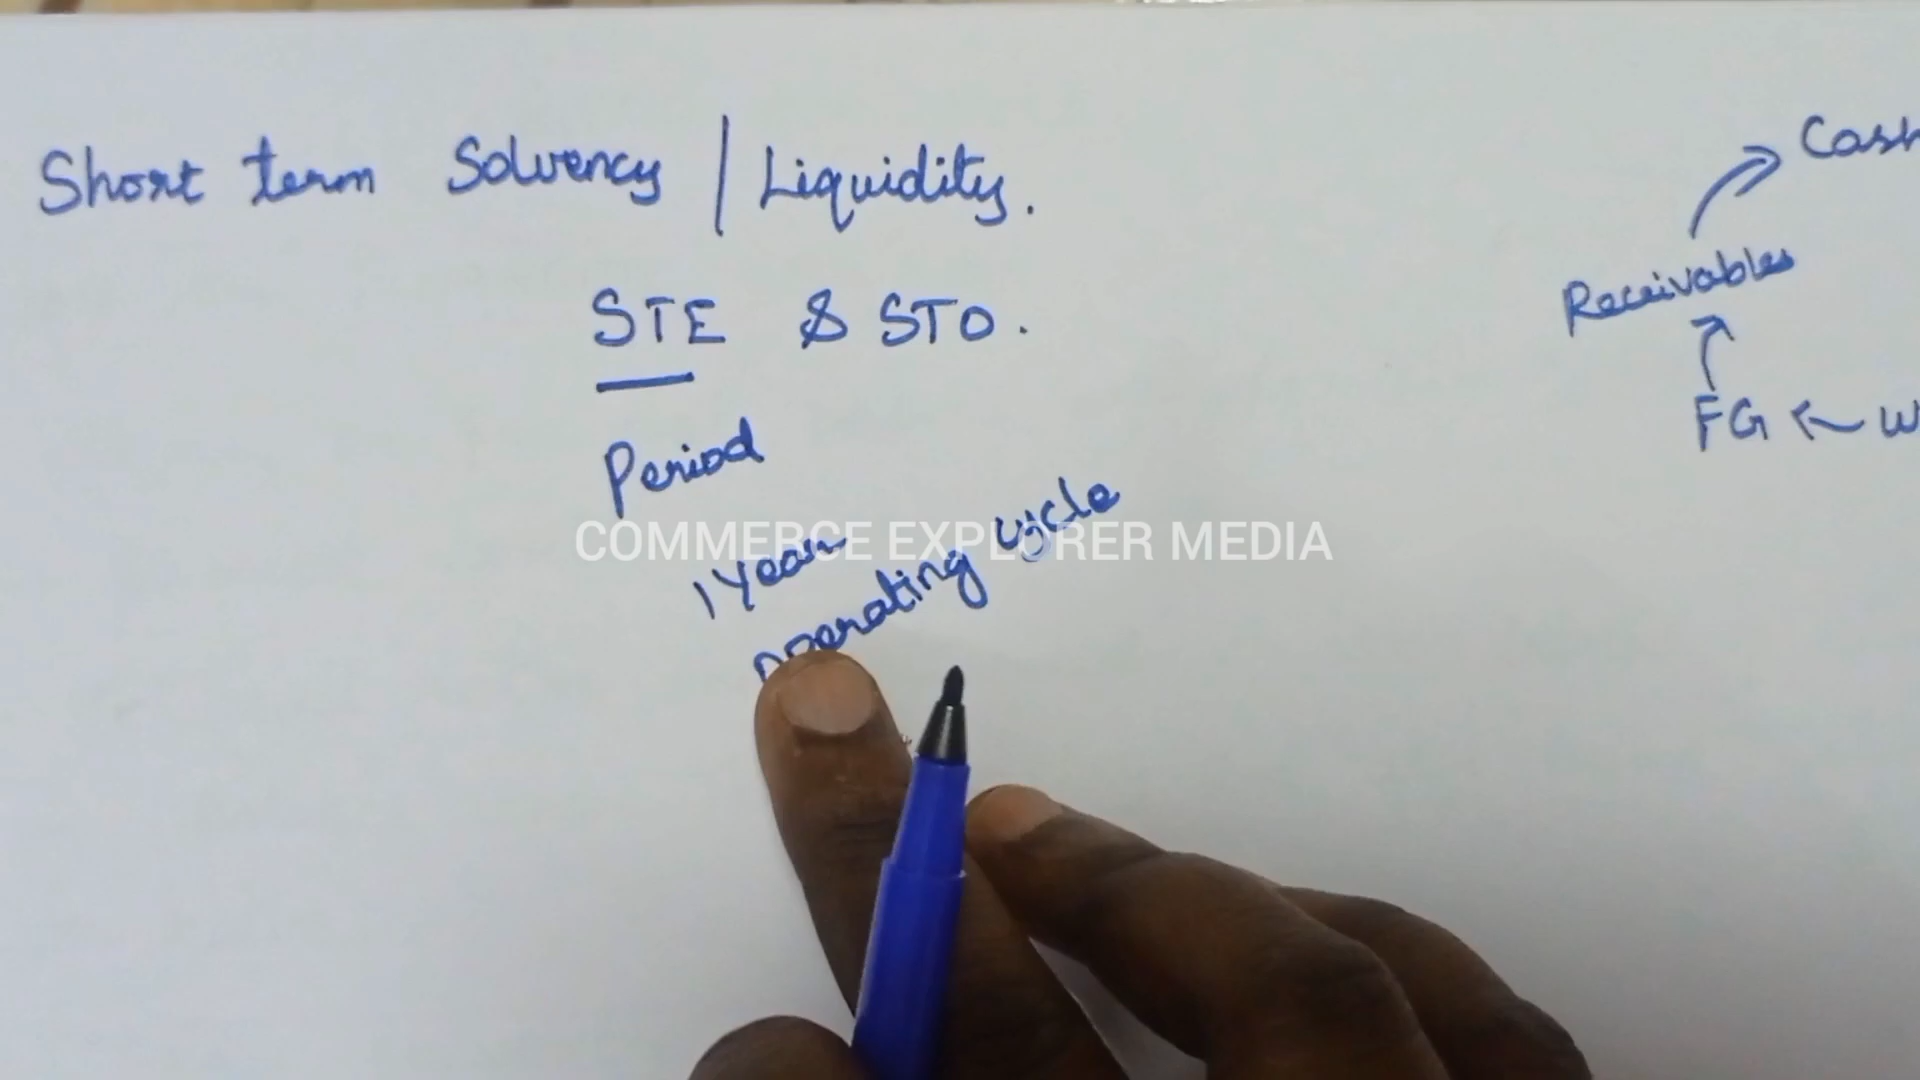 Short term Solvency / Liquidity.
STE & STO.
Period
1 Year
operating cycle
Cash
Receivables
FG
COMMERCE EXPLORER MEDIA